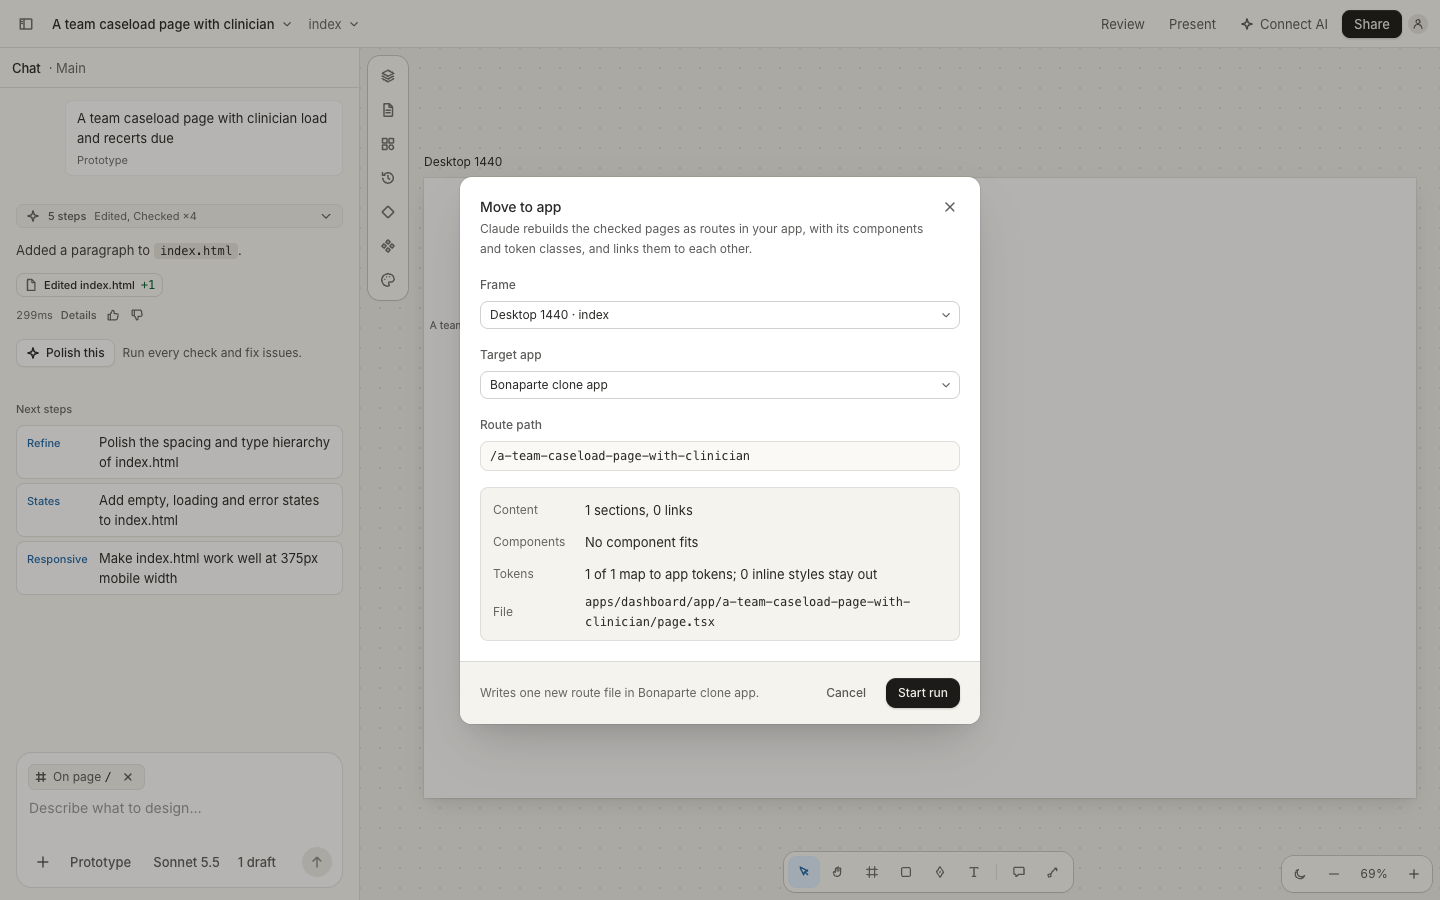 A team caseload page with clinician
index
Review
Present
Connect AI
Share
Chat · Main
A team caseload page with clinician load
and recerts due
Prototype
5 steps Edited, Checked ×4
Added a paragraph to index.html.
Edited index.html +1
299ms Details
Polish this Run every check and fix issues.
Next steps
Refine Polish the spacing and type hierarchy
of index.html
States Add empty, loading and error states
to index.html
Responsive Make index.html work well at 375px
mobile width
On page /
Describe what to design...
Prototype Sonnet 5.5 1 draft
Desktop 1440
A team
Move to app
Claude rebuilds the checked pages as routes in your app, with its components
and token classes, and links them to each other.
Frame
Desktop 1440 · index
Target app
Bonaparte clone app
Route path
/a-team-caseload-page-with-clinician
Content 1 sections, 0 links
Components No component fits
Tokens 1 of 1 map to app tokens; 0 inline styles stay out
File apps/dashboard/app/a-team-caseload-page-with-
clinician/page.tsx
Writes one new route file in Bonaparte clone app.
Cancel
Start run
69%